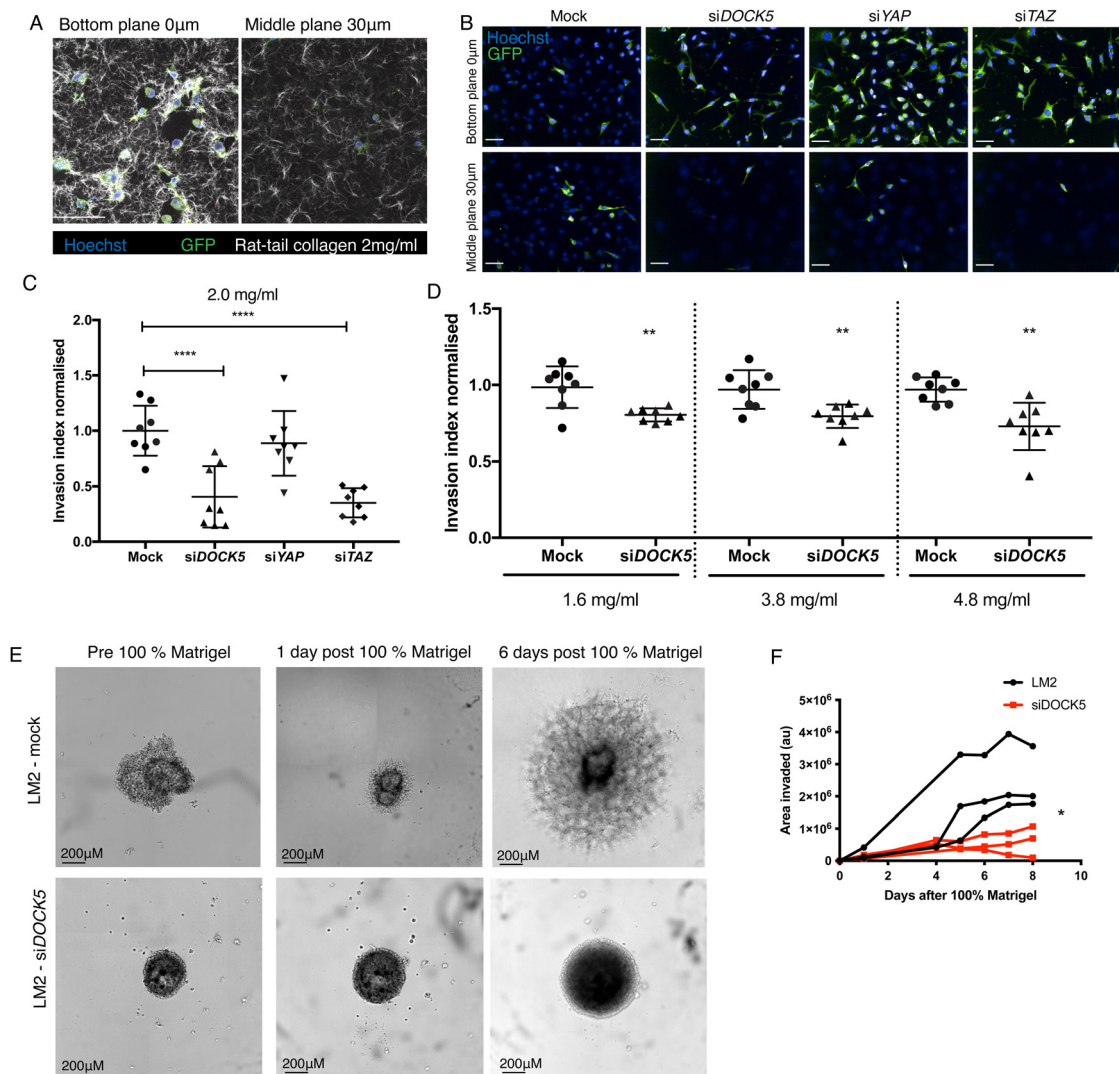 A
Bottom plane 0µm
Middle plane 30µm
Hoechst GFP Rat-tail collagen 2mg/ml
B
Mock siDOCK5 siYAP siTAZ
Hoechst
GFP
Bottom plane 0µm
Middle plane 30µm
C
2.0 mg/ml
****
****
Invasion index normalised
2.0
1.5
1.0
0.5
0.0
Mock siDOCK5 siYAP siTAZ
D
Invasion index normalised
1.5
1.0
0.5
1.0
** ** **
Mock siDOCK5 Mock siDOCK5 Mock siDOCK5
1.6 mg/ml 3.8 mg/ml 4.8 mg/ml
E
Pre 100 % Matrigel 1 day post 100 % Matrigel 6 days post 100 % Matrigel
LM2 - mock
200µM 200µM 200µM
LM2 - siDOCK5
200µM 200µM 200µM
F
LM2
siDOCK5
Area invaded (au)
5×10⁶
4×10⁶
3×10⁶
2×10⁶
1×10⁶
0
*
0 2 4 6 8 10
Days after 100% Matrigel